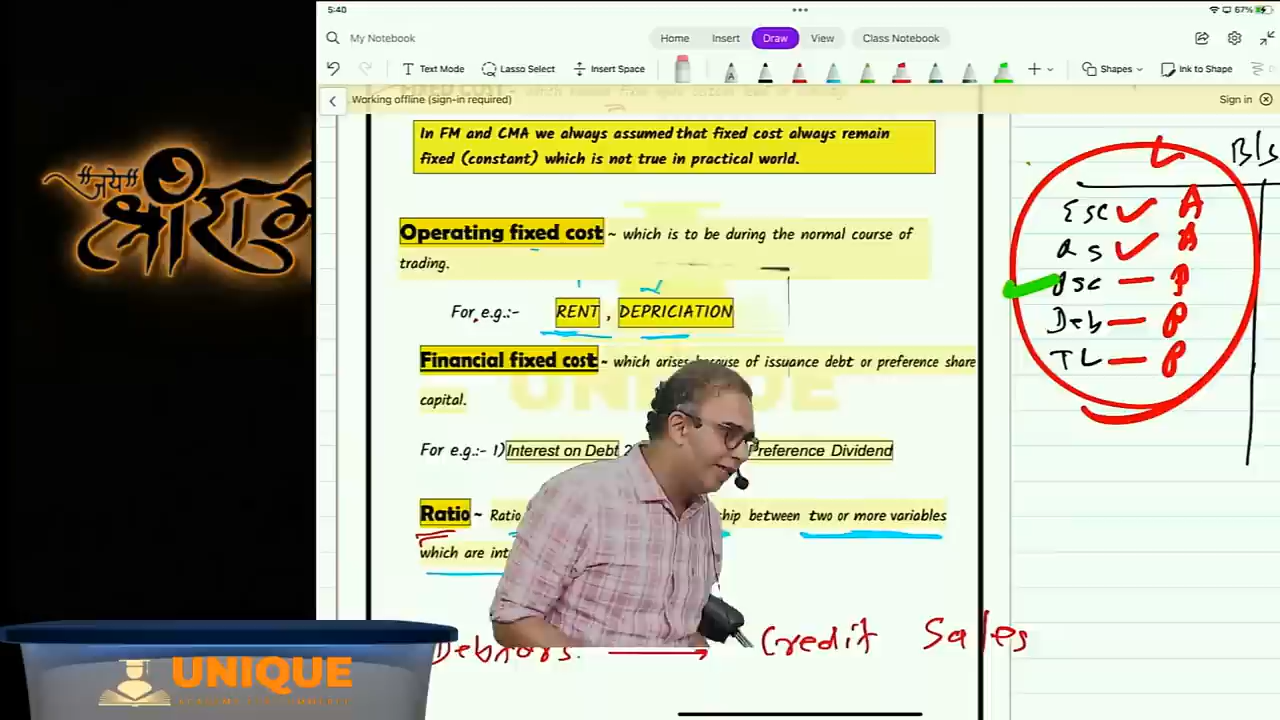 5:40
67%
My Notebook
Home Insert Draw View Class Notebook
Text Mode Lasso Select Insert Space Shapes Ink to Shape
Working offline (sign-in required) Sign in
In FM and CMA we always assumed that fixed cost always remain
fixed (constant) which is not true in practical world.
Operating fixed cost ~ which is to be during the normal course of
trading.
For e.g.:- RENT , DEPRICIATION
Financial fixed cost ~ which arises because of issuance debt or preference share
capital.
For e.g.:- 1) Interest on Debt 2 Preference Dividend
Ratio ~ Ratio between two or more variables
which are
Debtors. Credit Sales
L B/s
Esc A
RS A
Psc — P
Deb — P
TL — P
"जय"
श्री राम
UNIQUE
UNIQUE